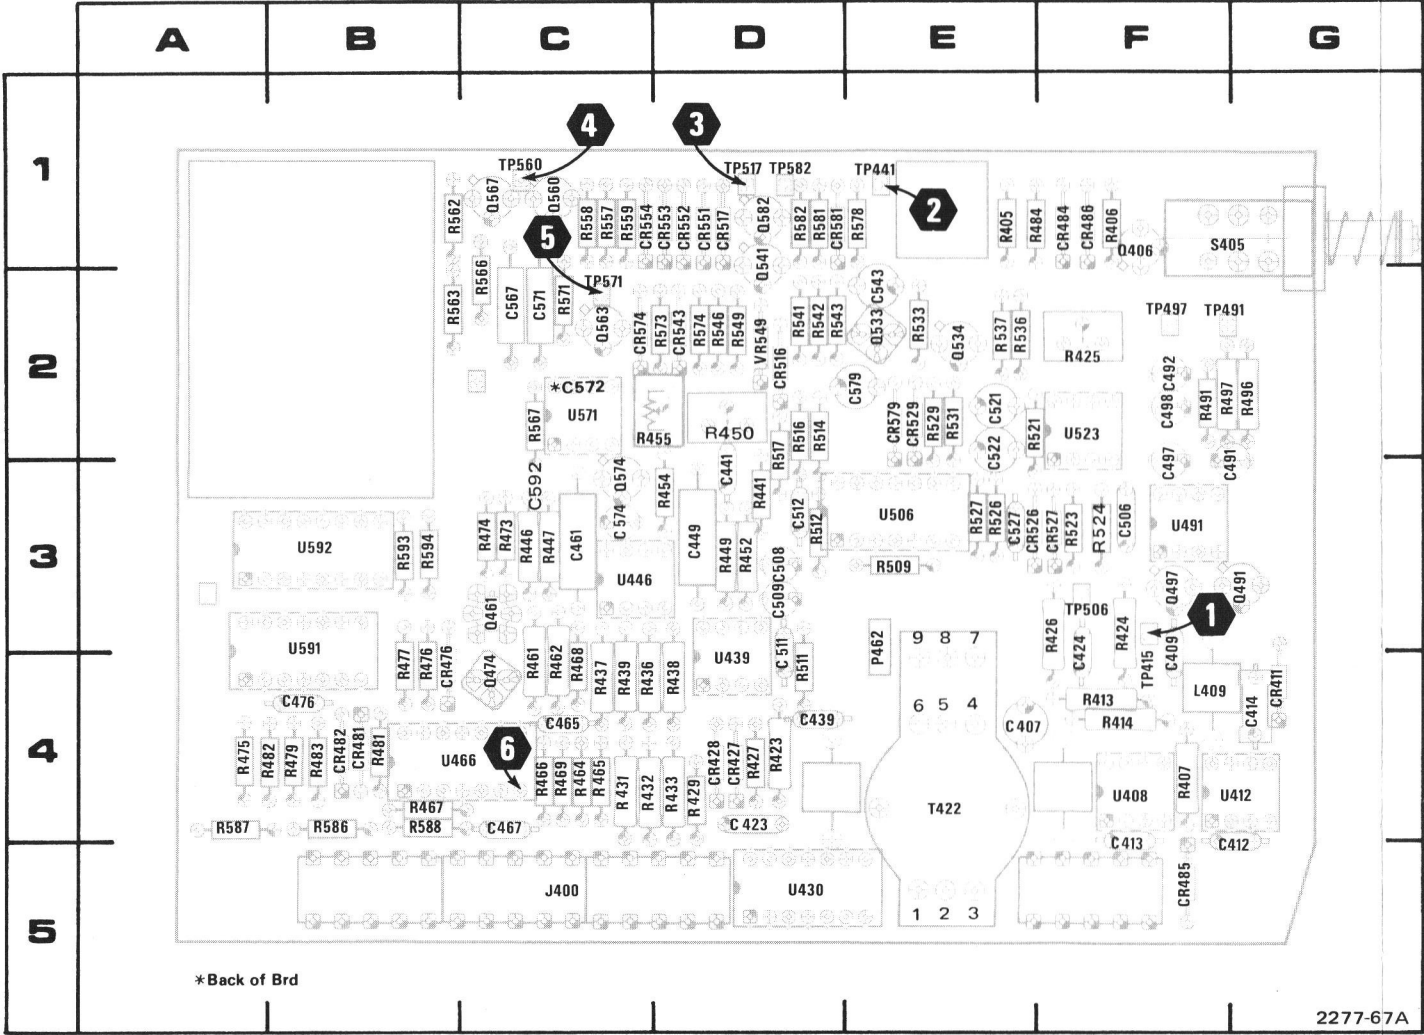 A B C D E F G
1
4 3
TP560 TP517 TP582 TP441
2
R562 Q567 Q560 R558 R557 R559 CR554 CR553 CR552 CR551 CR517 Q582 R582 R581 CR581 R578 R405 R484 CR484 CR486 R406 Q406 S405
5
Q541
TP571
R563 R566 C567 C571 R571 Q563 CR574 R573 CR543 R574 R546 R549 VR549 CR516 R541 R542 R543 C543 Q533 R533 Q534 R537 R536 R425 TP497 TP491
2
*C572
R567 U571 R455 R450 R517 R516 R514 C579 CR579 CR529 R529 R531 C521 C522 R521 U523 C498 C492 R491 R497 R496
C592 Q574 C441 C497 C491
R454 R441
3
U592 R593 R594 R474 R473 R446 R447 C461 C574 U446 C449 R449 R452 C512 R512 U506 R527 R526 C527 CR526 CR527 R523 R524 C506 U491
C509 C508 R509
Q461 Q497 Q491
TP506 1
U591 R477 R476 CR476 Q474 R461 R462 R468 R437 R439 R436 R438 U439 C511 R511 P462 9 8 7 R426 C424 R424 TP415 C409 L409 C414 CR411
C476 C465 C439 6 5 4 C407 R413
R414
4
6
R475 R482 R479 R483 CR482 CR481 R481 U466 R466 R469 R464 R465 R431 R432 R433 R429 CR428 CR427 R427 R423 T422 U408 R407 U412
R467
R587 R586 R588 C467 C423 C413 C412
J400 U430 CR485
5
1 2 3
*Back of Brd
2277-67A